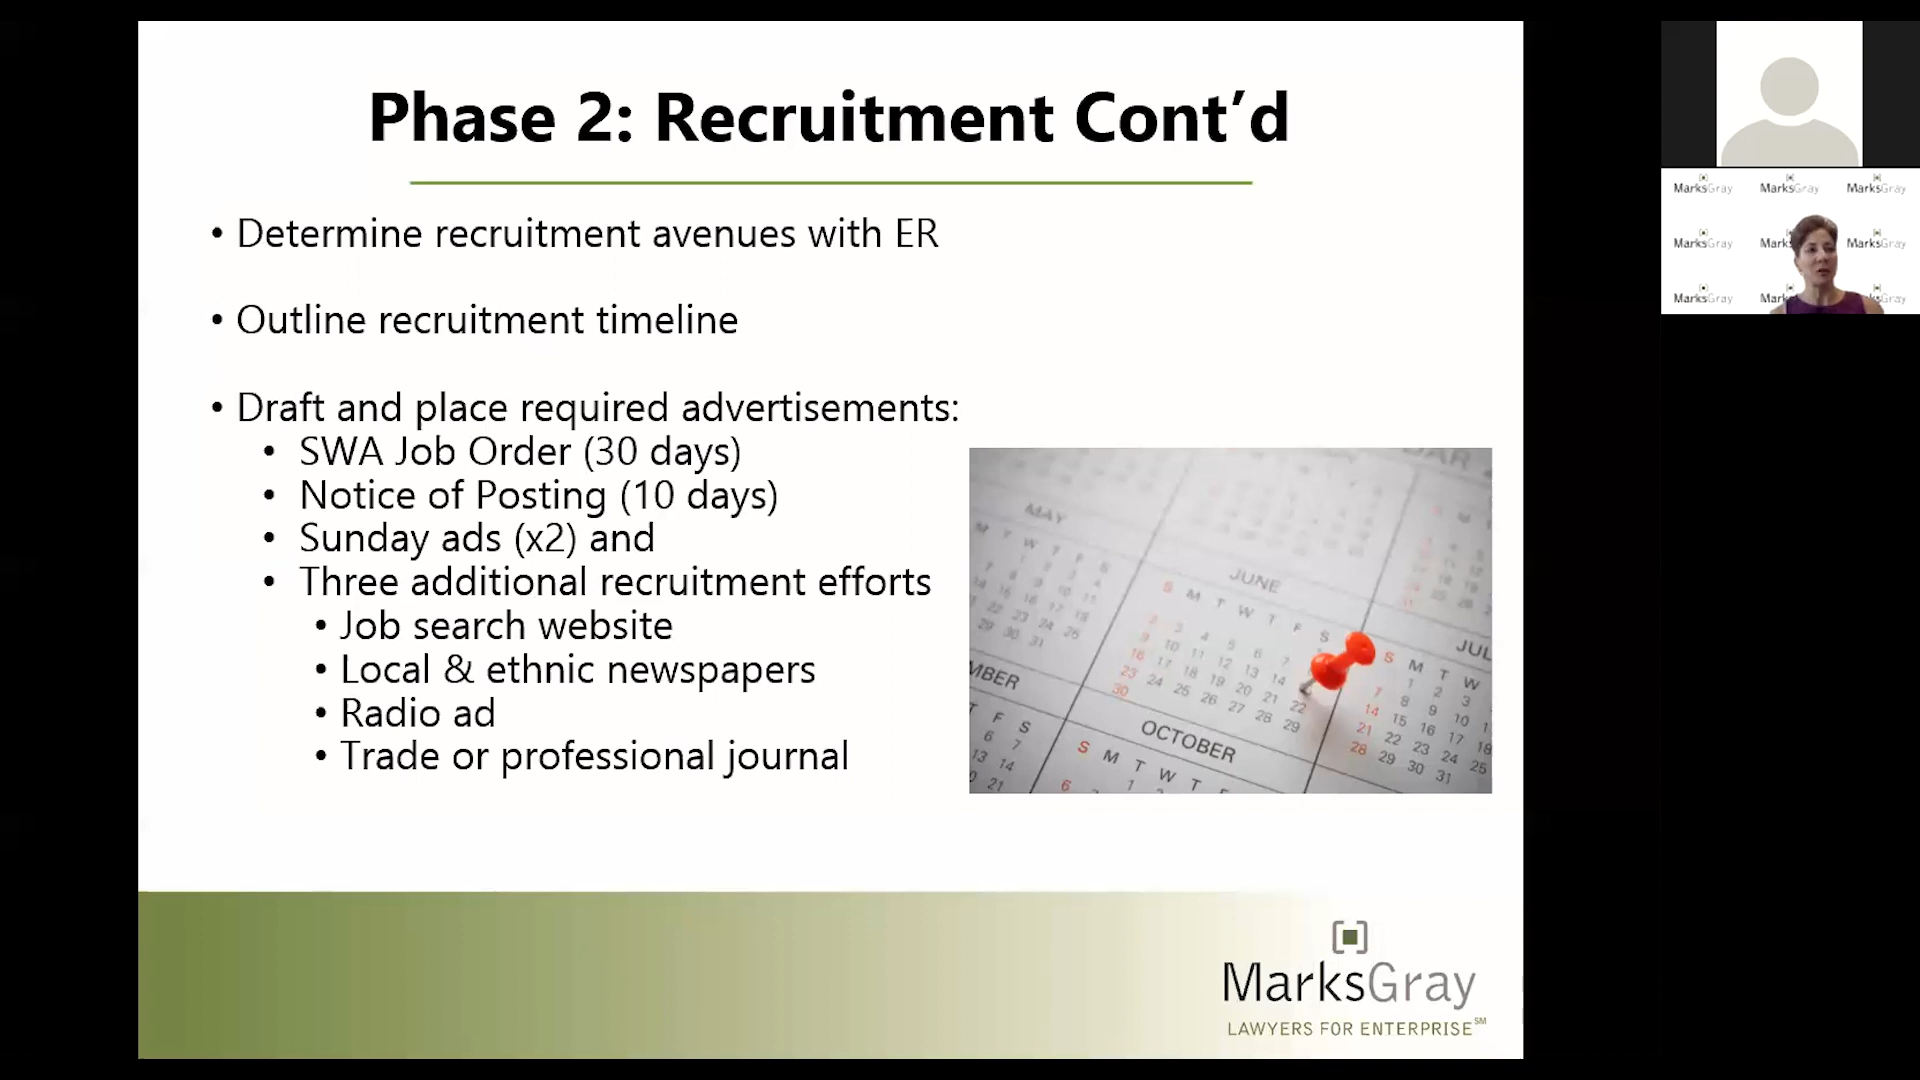 Phase 2: Recruitment Cont’d
• Determine recruitment avenues with ER
• Outline recruitment timeline
• Draft and place required advertisements:
• SWA Job Order (30 days)
• Notice of Posting (10 days)
• Sunday ads (x2) and
• Three additional recruitment efforts
• Job search website
• Local & ethnic newspapers
• Radio ad
• Trade or professional journal
MAY
JUNE
S M T W T F S
OCTOBER
S M T W T
MarksGray
LAWYERS FOR ENTERPRISE℠
MarksGray MarksGray MarksGray
MarksGray MarksGray
MarksGray